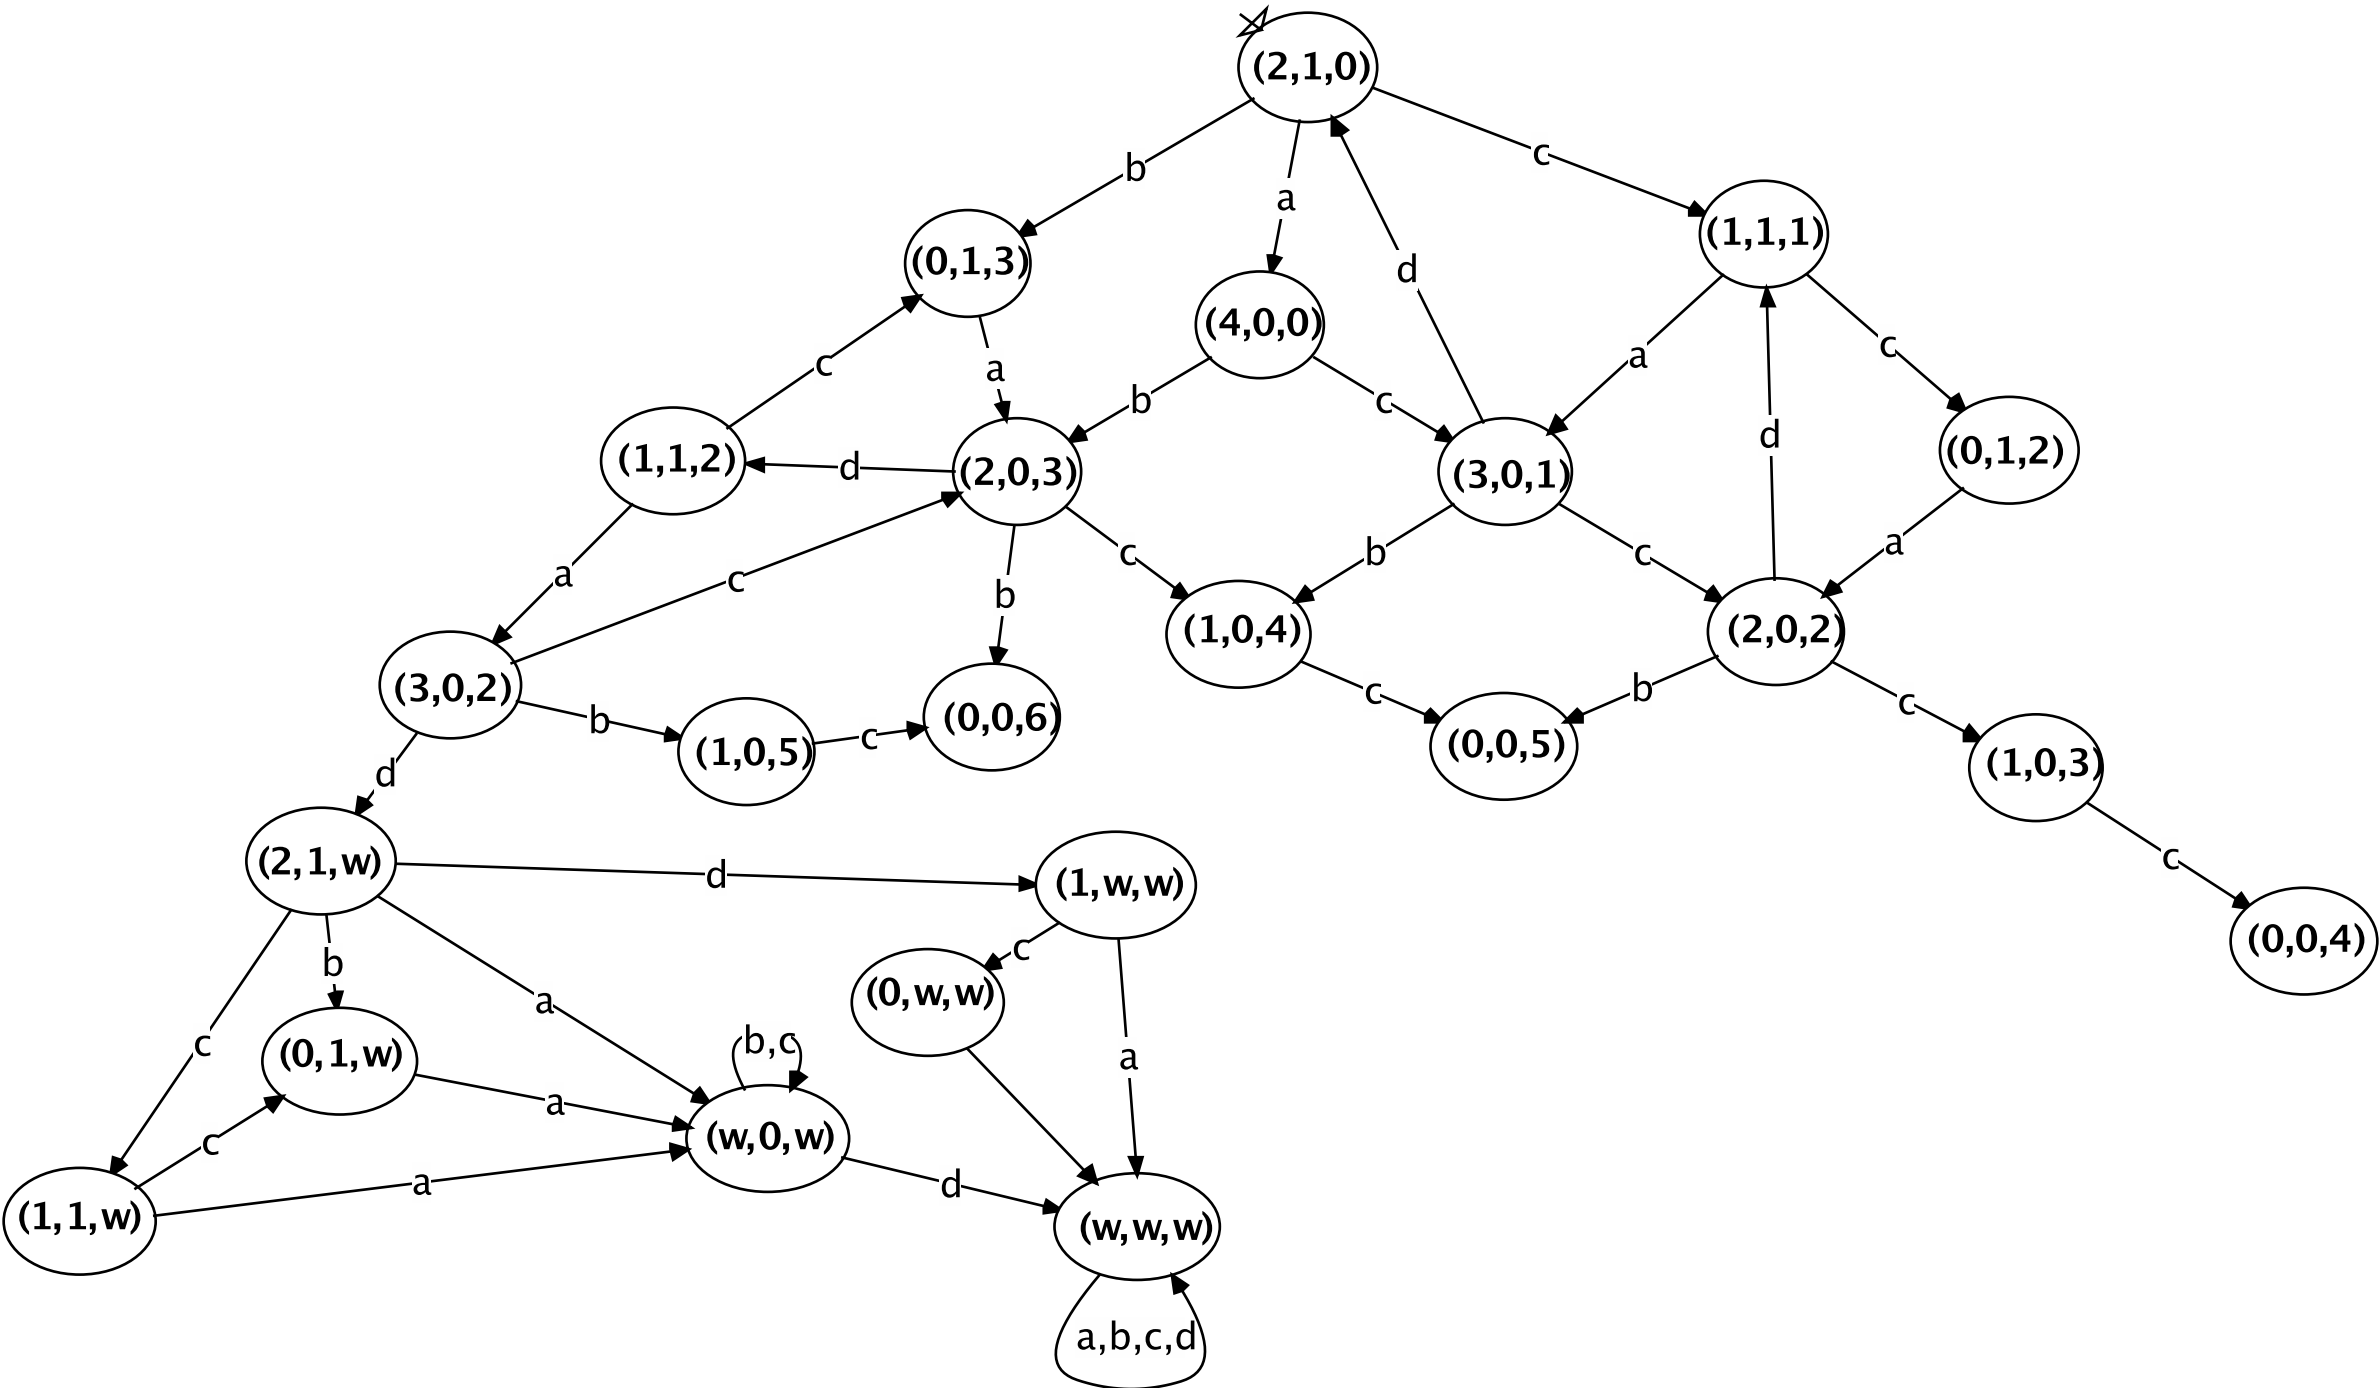 (2,1,0)
b
c
a
(0,1,3)
(1,1,1)
d
(4,0,0)
c
a
a
c
b
c
d
(1,1,2)
d
(2,0,3)
(3,0,1)
(0,1,2)
a
c
b
c
b
c
a
(3,0,2)
b
(1,0,5)
c
(0,0,6)
(1,0,4)
c
(0,0,5)
b
(2,0,2)
c
(1,0,3)
d
c
(2,1,w)
d
(1,w,w)
(0,0,4)
b
a
c
(0,w,w)
c
(0,1,w)
b,c
a
a
c
(w,0,w)
a
d
(1,1,w)
(w,w,w)
a,b,c,d